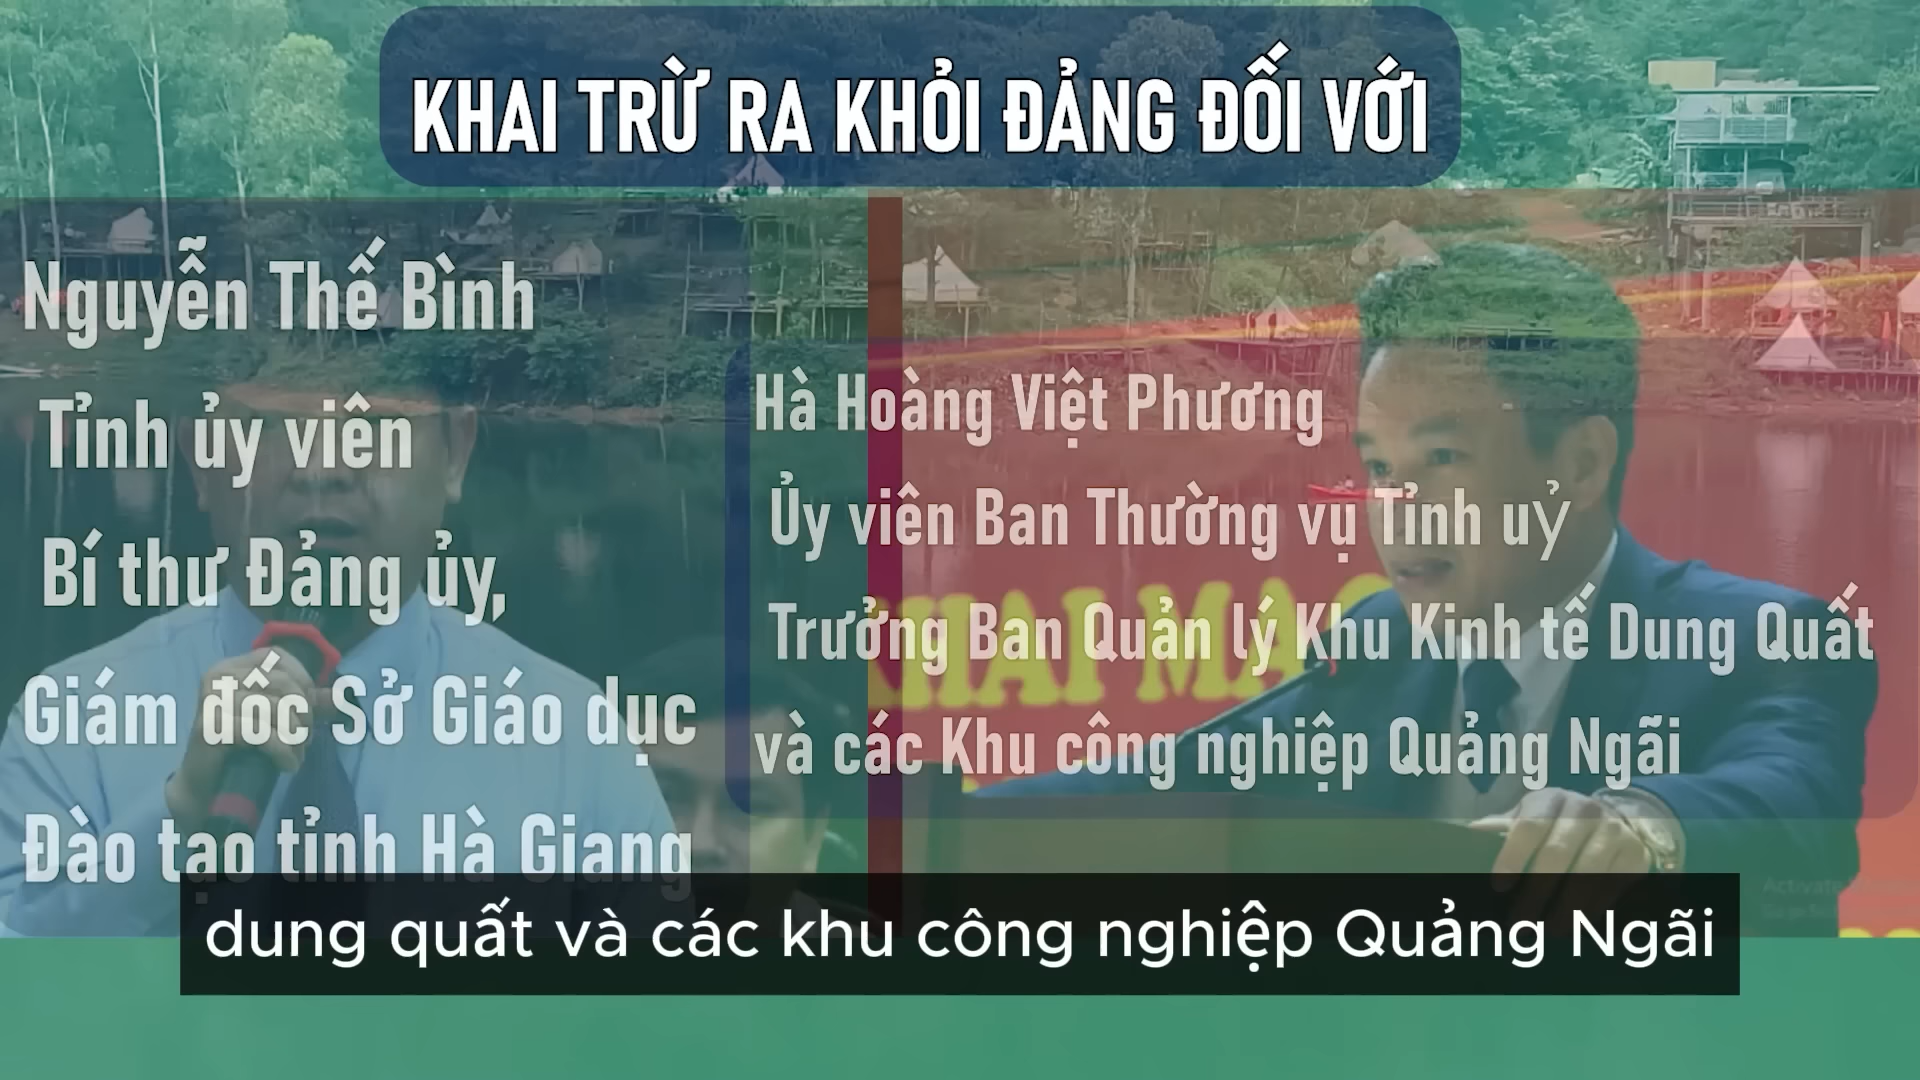 KHAI TRỪ RA KHỎI ĐẢNG ĐỐI VỚI
Nguyễn Thế Bình
Tỉnh ủy viên
Bí thư Đảng ủy,
Giám đốc Sở Giáo dục
Đào tạo tỉnh Hà Giang
Hà Hoàng Việt Phương
Ủy viên Ban Thường vụ Tỉnh uỷ
Trưởng Ban Quản lý Khu Kinh tế Dung Quất
và các Khu công nghiệp Quảng Ngãi
KHAI MẠC
dung quất và các khu công nghiệp Quảng Ngãi